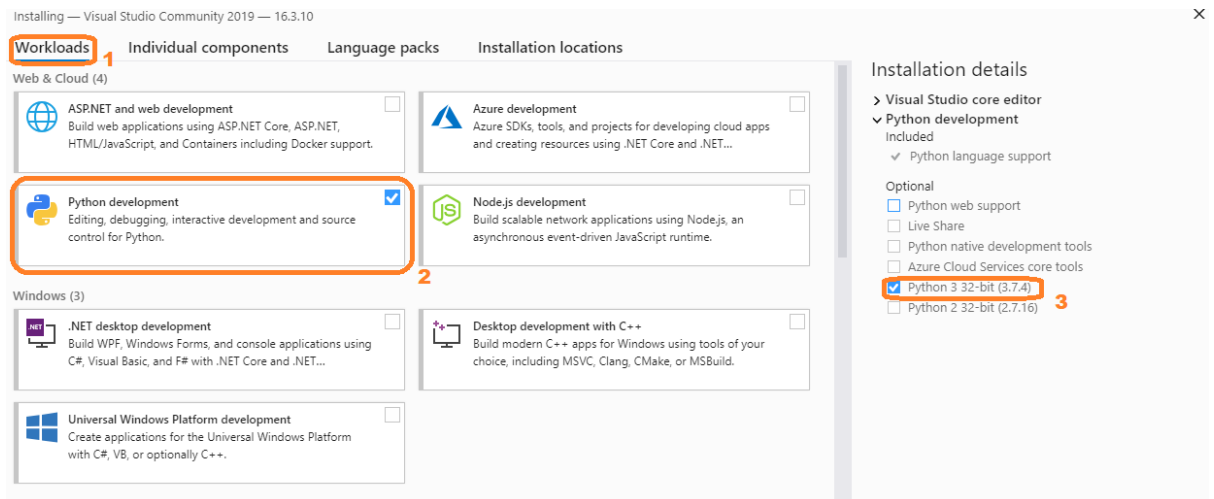 Installing — Visual Studio Community 2019 — 16.3.10
Workloads
1
Individual components
Language packs
Installation locations
Web & Cloud (4)
ASP.NET and web development
Build web applications using ASP.NET Core, ASP.NET,
HTML/JavaScript, and Containers including Docker support.
Azure development
Azure SDKs, tools, and projects for developing cloud apps
and creating resources using .NET Core and .NET...
Python development
Editing, debugging, interactive development and source
control for Python.
2
Node.js development
Build scalable network applications using Node.js, an
asynchronous event-driven JavaScript runtime.
Windows (3)
.NET
.NET desktop development
Build WPF, Windows Forms, and console applications using
C#, Visual Basic, and F# with .NET Core and .NET...
Desktop development with C++
Build modern C++ apps for Windows using tools of your
choice, including MSVC, Clang, CMake, or MSBuild.
Universal Windows Platform development
Create applications for the Universal Windows Platform
with C#, VB, or optionally C++.
Installation details
Visual Studio core editor
Python development
Included
Python language support
Optional
Python web support
Live Share
Python native development tools
Azure Cloud Services core tools
Python 3 32-bit (3.7.4)
3
Python 2 32-bit (2.7.16)